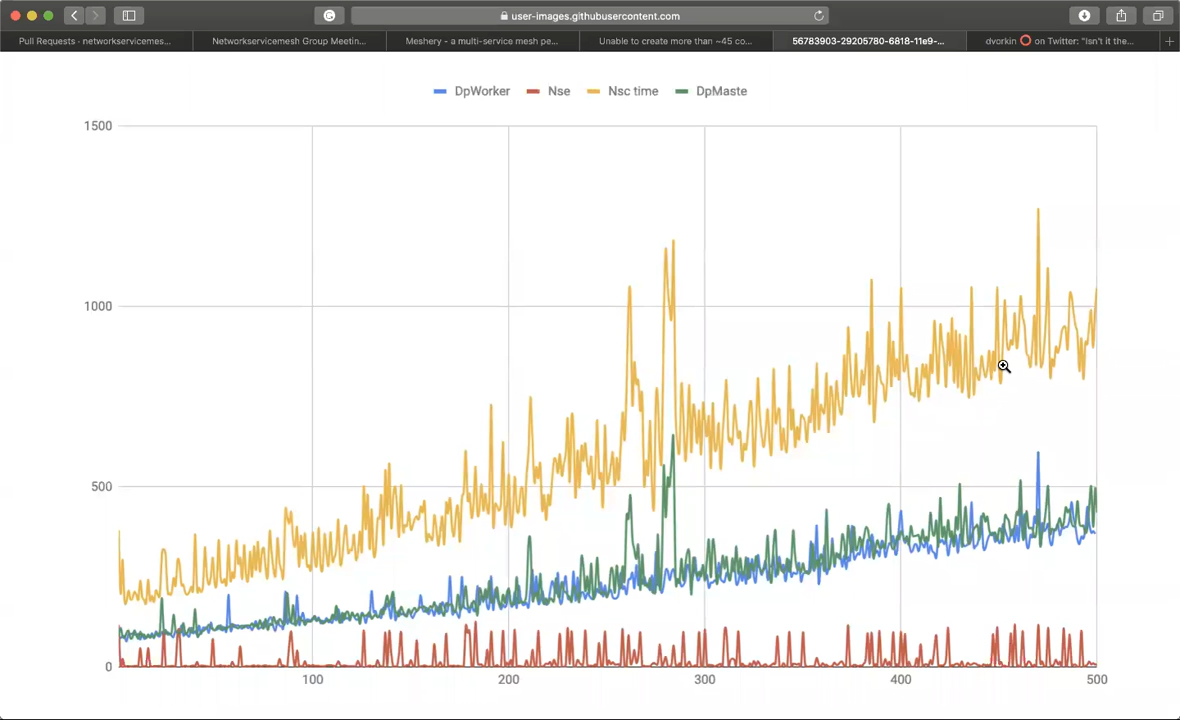 user-images.githubusercontent.com
Pull Requests · networkservicemes...
Networkservicemesh Group Meetin...
Meshery - a multi-service mesh pe...
Unable to create more than ~45 co...
56783903-29205780-6818-11e9-...
dvorkin ⭕ on Twitter: "Isn't it the...
DpWorker Nse Nsc time DpMaste
1500
1000
500
0
100 200 300 400 500